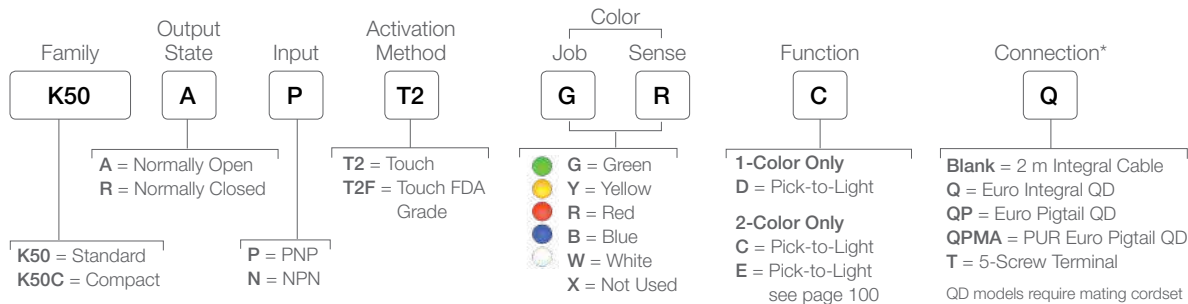 Family
Output State
Input
Activation Method
Color
Job
Sense
Function
Connection*
K50
A
P
T2
G
R
C
Q
A = Normally Open
R = Normally Closed
K50 = Standard
K50C = Compact
P = PNP
N = NPN
T2 = Touch
T2F = Touch FDA
Grade
G = Green
Y = Yellow
R = Red
B = Blue
W = White
X = Not Used
1-Color Only
D = Pick-to-Light
2-Color Only
C = Pick-to-Light
E = Pick-to-Light
see page 100
Blank = 2 m Integral Cable
Q = Euro Integral QD
QP = Euro Pigtail QD
QPMA = PUR Euro Pigtail QD
T = 5-Screw Terminal
QD models require mating cordset